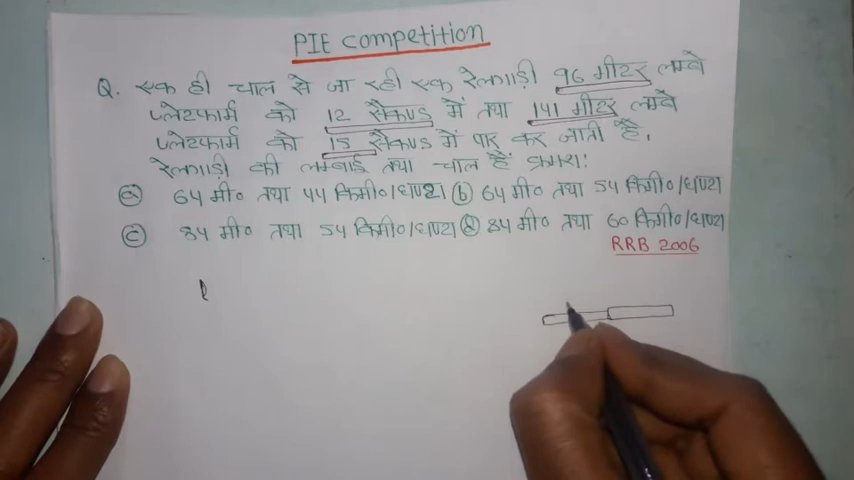 PIE Competition
Q. एक ही चाल से जा रही एक रेलगाड़ी 96 मीटर लम्बे
प्लेटफार्म को 12 सैकण्ड में तथा 141 मीटर लम्बे
प्लेटफार्म को 15 सैकण्ड में पार कर जाती है,
रेलगाड़ी की लम्बाई तथा चाल है क्रमशः
(a) 64 मी० तथा 44 किमी०/घण्टा (b) 64 मी० तथा 54 किमी०/घण्टा
(c) 84 मी० तथा 54 किमी०/घण्टा (d) 84 मी० तथा 60 किमी०/घण्टा
RRB 2006
l